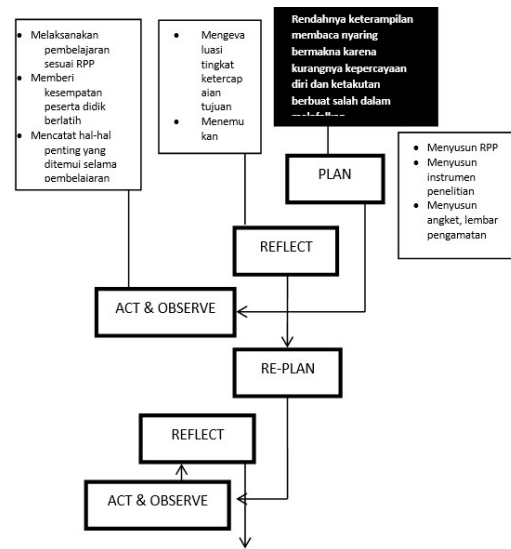 • Melaksanakan
pembelajaran
sesuai RPP
• Memberi
kesempatan
peserta didik
berlatih
• Mencatat hal-hal
penting yang
ditemui selama
pembelajaran
• Mengeva
luasi
tingkat
ketercap
aian
tujuan
• Menemu
kan
Rendahnya keterampilan
membaca nyaring
bermakna karena
kurangnya kepercayaan
diri dan ketakutan
berbuat salah dalam
PLAN
• Menyusun RPP
• Menyusun
instrumen
penelitian
• Menyusun
angket, lembar
pengamatan
REFLECT
ACT & OBSERVE
RE-PLAN
REFLECT
ACT & OBSERVE